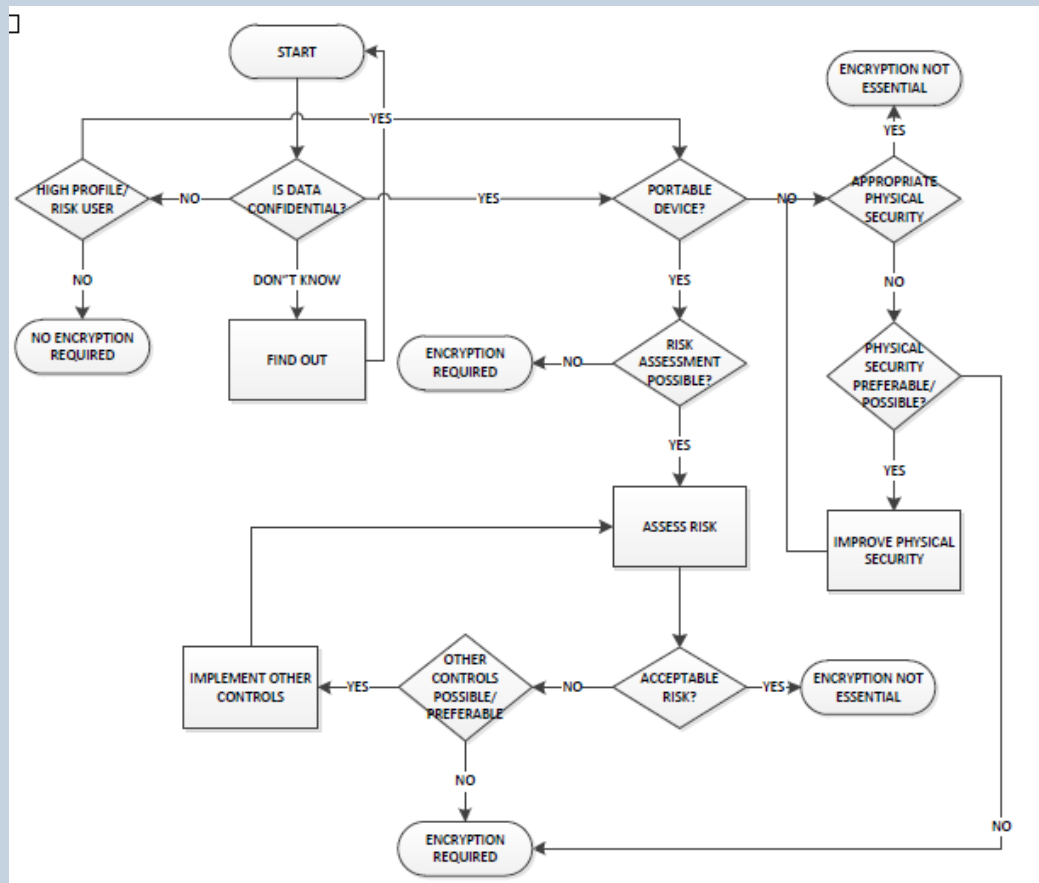 START
ENCRYPTION NOT
ESSENTIAL
YES
YES
HIGH PROFILE/
RISK USER
NO
IS DATA
CONFIDENTIAL?
YES
PORTABLE
DEVICE?
NO
APPROPRIATE
PHYSICAL
SECURITY
NO
DON"T KNOW
YES
NO
NO ENCRYPTION
REQUIRED
FIND OUT
ENCRYPTION
REQUIRED
NO
RISK
ASSESSMENT
POSSIBLE?
PHYSICAL
SECURITY
PREFERABLE/
POSSIBLE?
YES
YES
ASSESS RISK
IMPROVE PHYSICAL
SECURITY
IMPLEMENT OTHER
CONTROLS
YES
OTHER
CONTROLS
POSSIBLE/
PREFERABLE
NO
ACCEPTABLE
RISK?
YES
ENCRYPTION NOT
ESSENTIAL
NO
NO
ENCRYPTION
REQUIRED